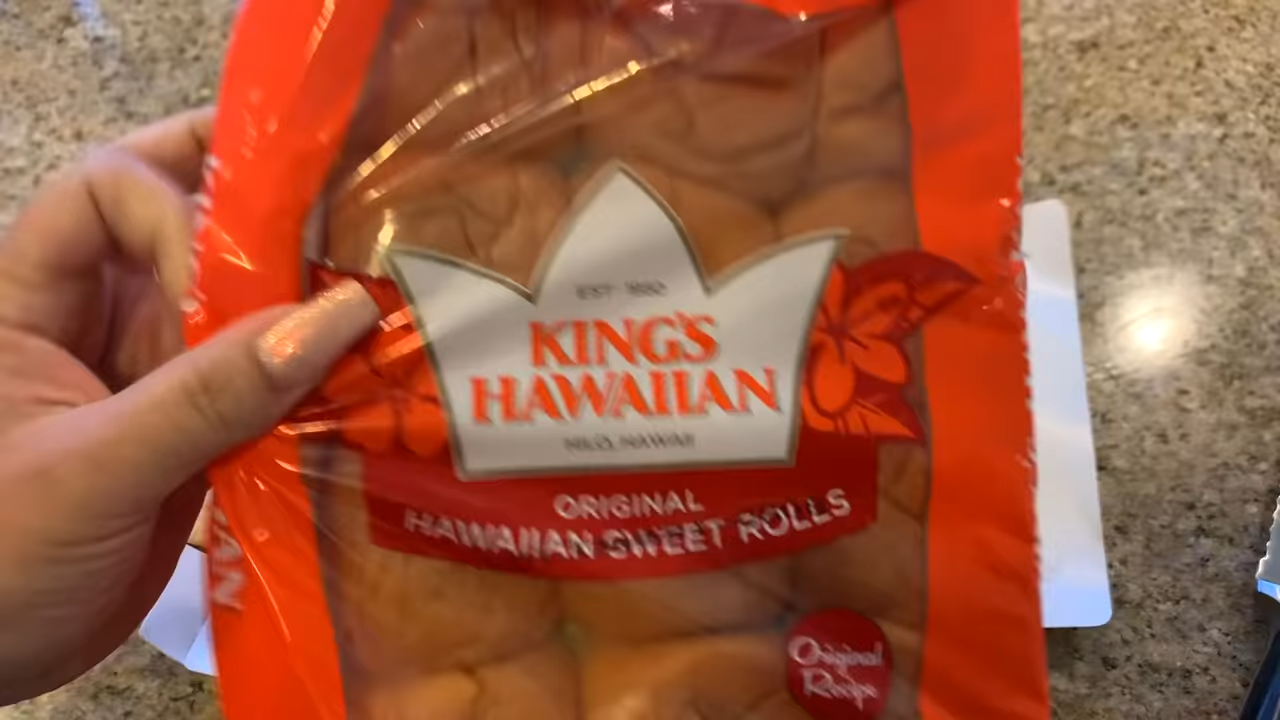 EST 1950
KING'S
HAWAIIAN
HILO, HAWAII
ORIGINAL
HAWAIIAN SWEET ROLLS
Original
Recipe